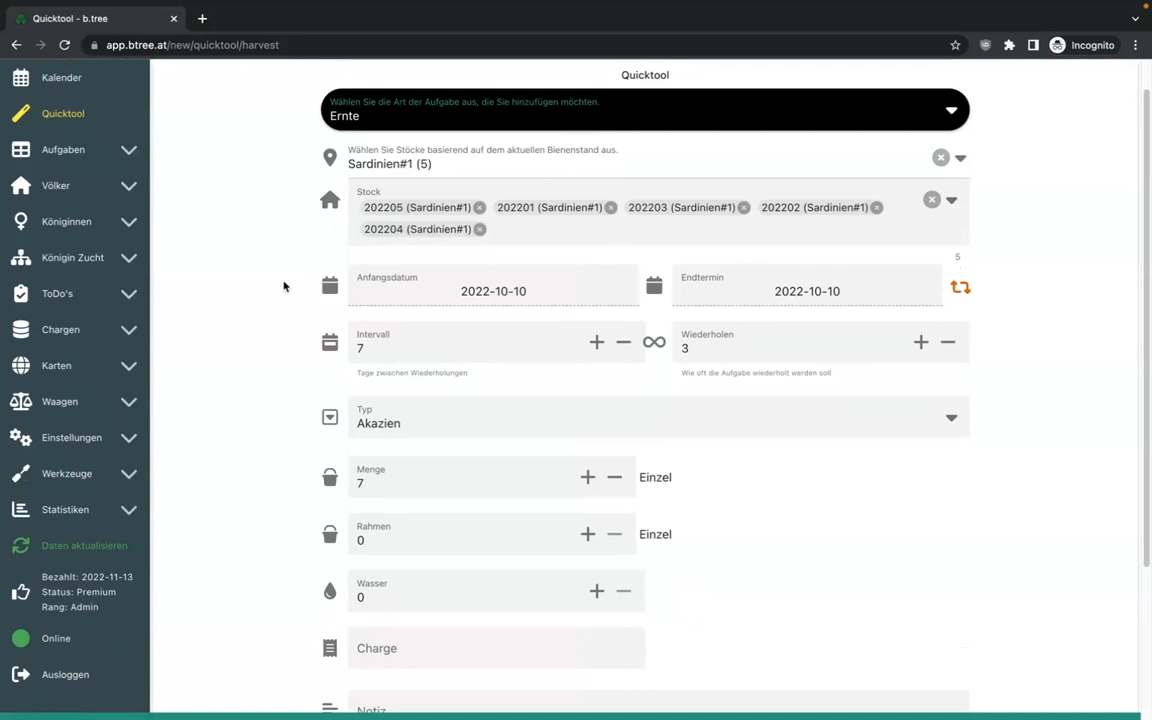 Quicktool - b.tree
app.btree.at/new/quicktool/harvest
Incognito
Kalender
Quicktool
Aufgaben
Völker
Königinnen
Königin Zucht
ToDo's
Chargen
Karten
Waagen
Einstellungen
Werkzeuge
Statistiken
Daten aktualisieren
Bezahlt: 2022-11-13
Status: Premium
Rang: Admin
Online
Ausloggen
Quicktool
Wählen Sie die Art der Aufgabe aus, die Sie hinzufügen möchten.
Ernte
Wählen Sie Stöcke basierend auf dem aktuellen Bienenstand aus.
Sardinien#1 (5)
Stock
202205 (Sardinien#1) 202201 (Sardinien#1) 202203 (Sardinien#1) 202202 (Sardinien#1)
202204 (Sardinien#1)
5
Anfangsdatum Endtermin
2022-10-10 2022-10-10
Intervall Wiederholen
7 3
Tage zwischen Wiederholungen Wie oft die Aufgabe wiederholt werden soll
Typ
Akazien
Menge
7 Einzel
Rahmen
0 Einzel
Wasser
0
Charge
Notiz